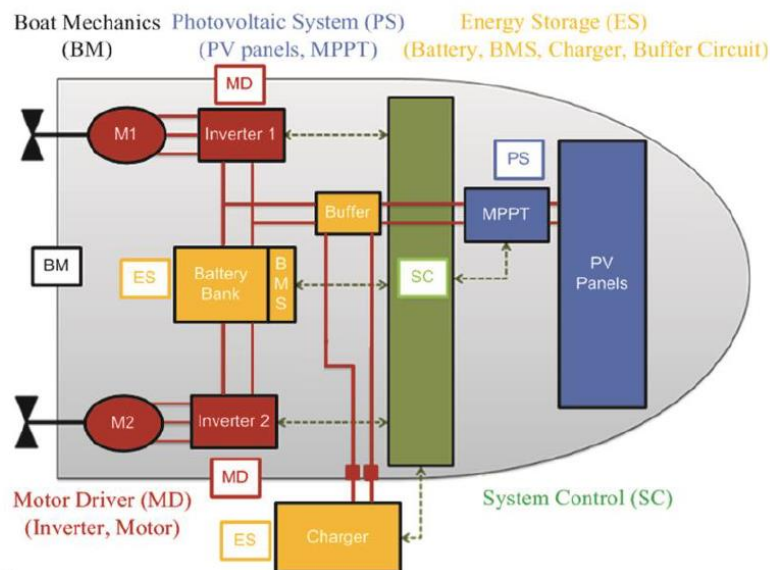 Boat Mechanics
(BM)
Photovoltaic System (PS)
(PV panels, MPPT)
Energy Storage (ES)
(Battery, BMS, Charger, Buffer Circuit)
MD
M1
Inverter 1
PS
Buffer
MPPT
BM
ES
Battery
Bank
B
M
S
SC
PV
Panels
M2
Inverter 2
MD
Motor Driver (MD)
(Inverter, Motor)
System Control (SC)
ES
Charger